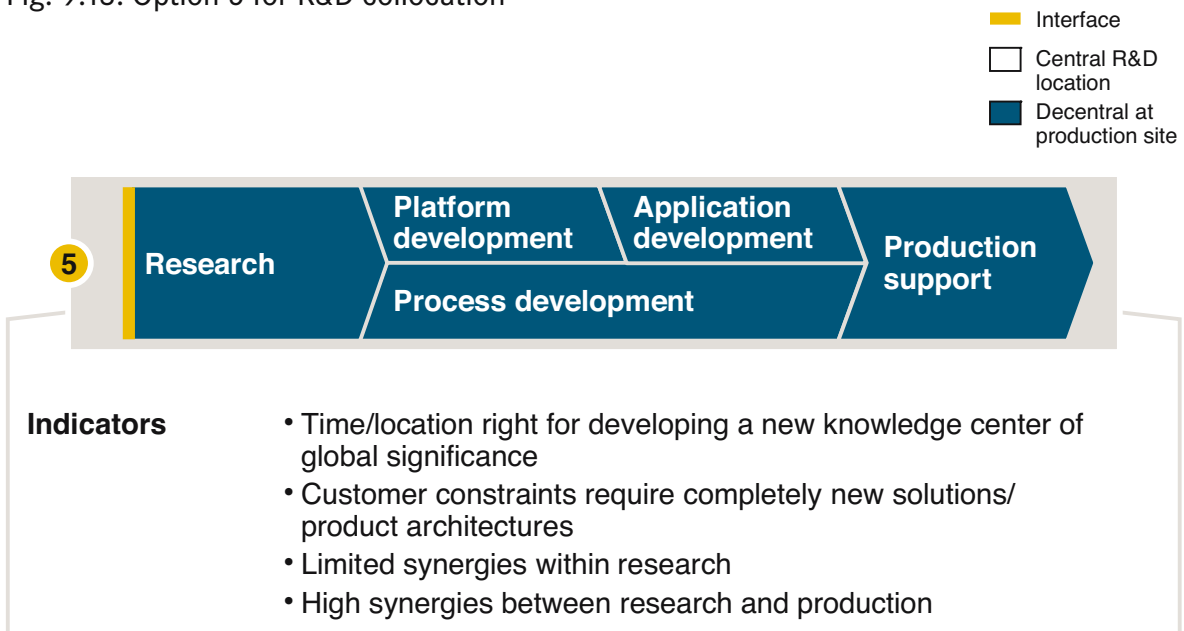 Interface
Central R&D
location
Decentral at
production site
5
Research
Platform
development
Application
development
Process development
Production
support
Indicators
• Time/location right for developing a new knowledge center of
global significance
• Customer constraints require completely new solutions/
product architectures
• Limited synergies within research
• High synergies between research and production